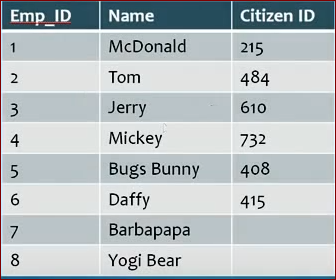 Emp_ID Name Citizen ID
1 McDonald 215
2 Tom 484
3 Jerry 610
4 Mickey 732
5 Bugs Bunny 408
6 Daffy 415
7 Barbapapa
8 Yogi Bear